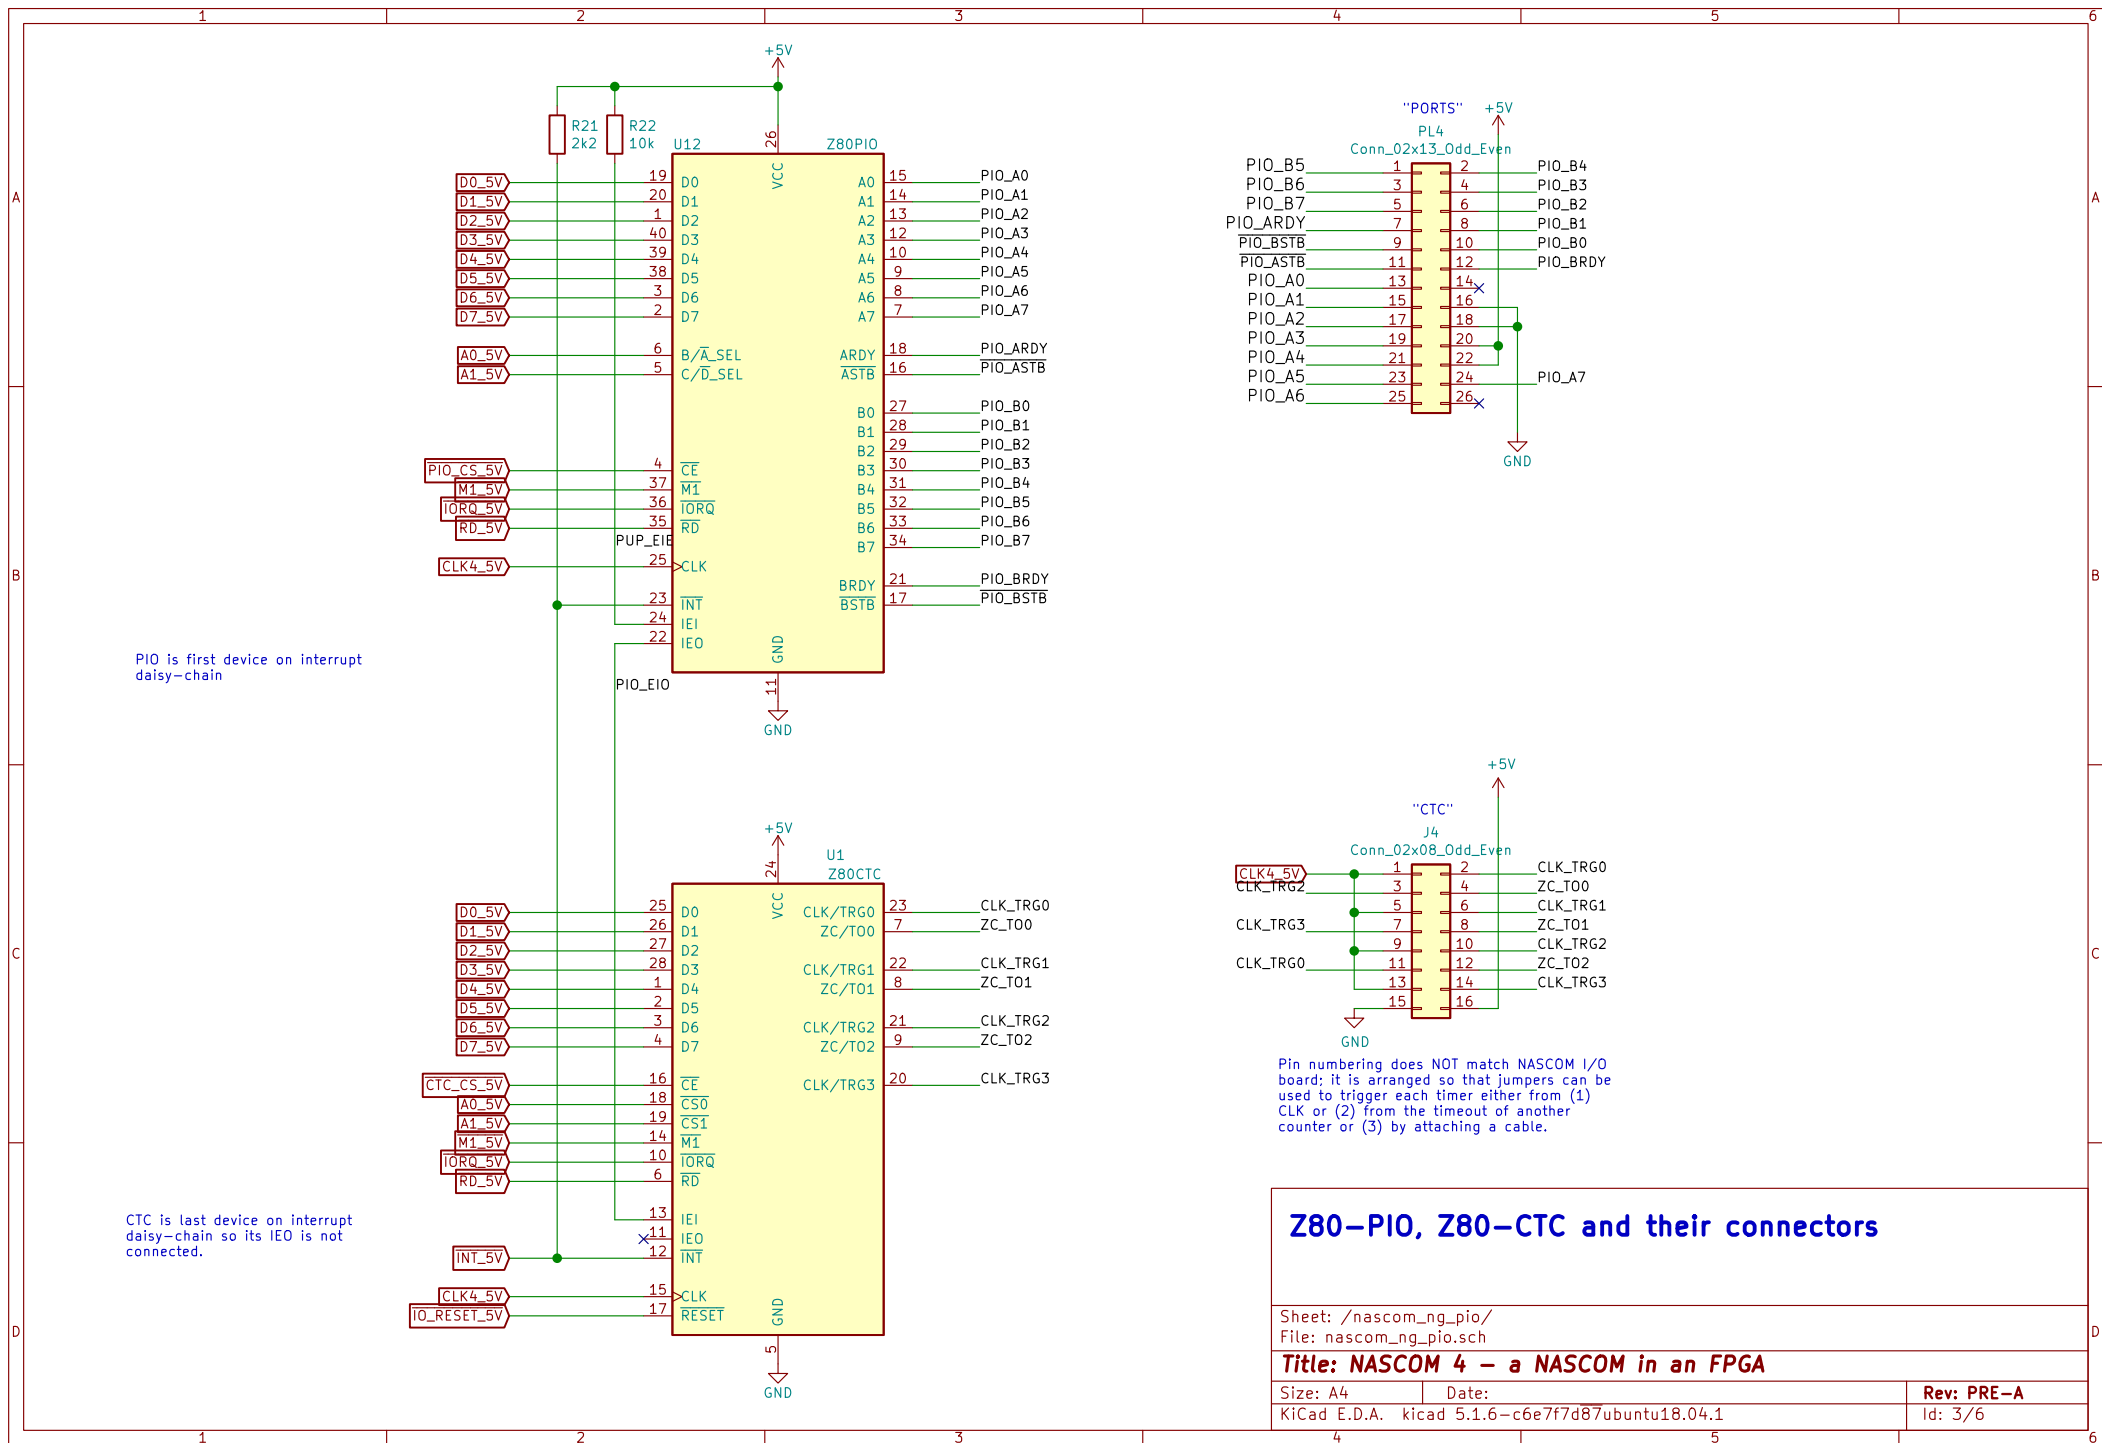 1 2 3 4 5 6
A
B
C
D
A
B
C
D
+5V
R21
2k2
R22
10k
U12
Z80PIO
26
VCC
D0_5V 19 D0
D1_5V 20 D1
D2_5V 1 D2
D3_5V 40 D3
D4_5V 39 D4
D5_5V 38 D5
D6_5V 3 D6
D7_5V 2 D7
A0_5V 6 B/A_SEL
A1_5V 5 C/D_SEL
PIO_CS_5V 4 CE
M1_5V 37 M1
IORQ_5V 36 IORQ
RD_5V 35 RD
PUP_EIE
CLK4_5V 25 CLK
23 INT
24 IEI
22 IEO
PIO_EIO
A0 15 PIO_A0
A1 14 PIO_A1
A2 13 PIO_A2
A3 12 PIO_A3
A4 10 PIO_A4
A5 9 PIO_A5
A6 8 PIO_A6
A7 7 PIO_A7
ARDY 18 PIO_ARDY
ASTB 16 PIO_ASTB
B0 27 PIO_B0
B1 28 PIO_B1
B2 29 PIO_B2
B3 30 PIO_B3
B4 31 PIO_B4
B5 32 PIO_B5
B6 33 PIO_B6
B7 34 PIO_B7
BRDY 21 PIO_BRDY
BSTB 17 PIO_BSTB
GND
11
GND
PIO is first device on interrupt
daisy-chain
"PORTS"
+5V
PL4
Conn_02x13_Odd_Even
PIO_B5 1 2 PIO_B4
PIO_B6 3 4 PIO_B3
PIO_B7 5 6 PIO_B2
PIO_ARDY 7 8 PIO_B1
PIO_BSTB 9 10 PIO_B0
PIO_ASTB 11 12 PIO_BRDY
PIO_A0 13 14
PIO_A1 15 16
PIO_A2 17 18
PIO_A3 19 20
PIO_A4 21 22
PIO_A5 23 24 PIO_A7
PIO_A6 25 26
GND
+5V
U1
Z80CTC
24
VCC
D0_5V 25 D0
D1_5V 26 D1
D2_5V 27 D2
D3_5V 28 D3
D4_5V 1 D4
D5_5V 2 D5
D6_5V 3 D6
D7_5V 4 D7
CTC_CS_5V 16 CE
A0_5V 18 CS0
A1_5V 19 CS1
M1_5V 14 M1
IORQ_5V 10 IORQ
RD_5V 6 RD
13 IEI
11 IEO
INT_5V 12 INT
CLK4_5V 15 CLK
IO_RESET_5V 17 RESET
CLK/TRG0 23 CLK_TRG0
ZC/TO0 7 ZC_TO0
CLK/TRG1 22 CLK_TRG1
ZC/TO1 8 ZC_TO1
CLK/TRG2 21 CLK_TRG2
ZC/TO2 9 ZC_TO2
CLK/TRG3 20 CLK_TRG3
GND
5
GND
CTC is last device on interrupt
daisy-chain so its IEO is not
connected.
+5V
"CTC"
J4
Conn_02x08_Odd_Even
CLK4_5V 1 2 CLK_TRG0
CLK_TRG2 3 4 ZC_TO0
5 6 CLK_TRG1
CLK_TRG3 7 8 ZC_TO1
9 10 CLK_TRG2
CLK_TRG0 11 12 ZC_TO2
13 14 CLK_TRG3
15 16
GND
Pin numbering does NOT match NASCOM I/O
board; it is arranged so that jumpers can be
used to trigger each timer either from (1)
CLK or (2) from the timeout of another
counter or (3) by attaching a cable.
Z80-PIO, Z80-CTC and their connectors
Sheet: /nascom_ng_pio/
File: nascom_ng_pio.sch
Title: NASCOM 4 - a NASCOM in an FPGA
Size: A4 Date: Rev: PRE-A
KiCad E.D.A. kicad 5.1.6-c6e7f7d87ubuntu18.04.1 Id: 3/6
1 2 3 4 5 6